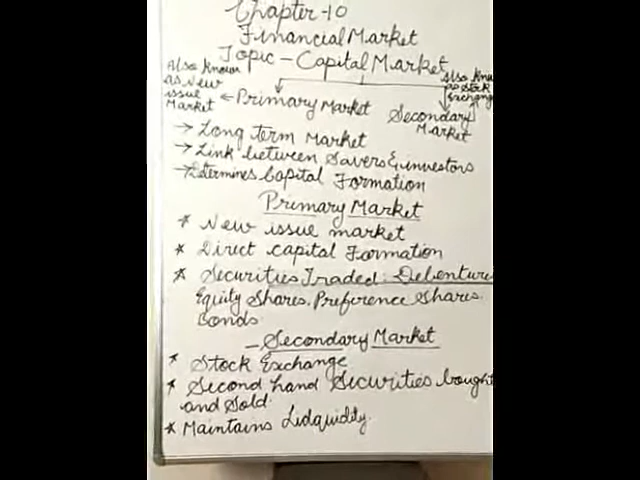 Chapter-10
Financial Market
Topic - Capital Market
Also Known
as New
issue
Market
← Primary Market
Also Know
as Stock
Exchange
Secondary
Market
→ Long term Market
→ Link between Savers & investors
→ Determines Capital Formation
Primary Market
* New issue market
* Direct capital Formation
* Securities Traded: Debentures
Equity Shares, Preference Shares
Bonds
- Secondary Market
* Stock Exchange
* Second hand Securities bought
and Sold
* Maintains Lidquidity